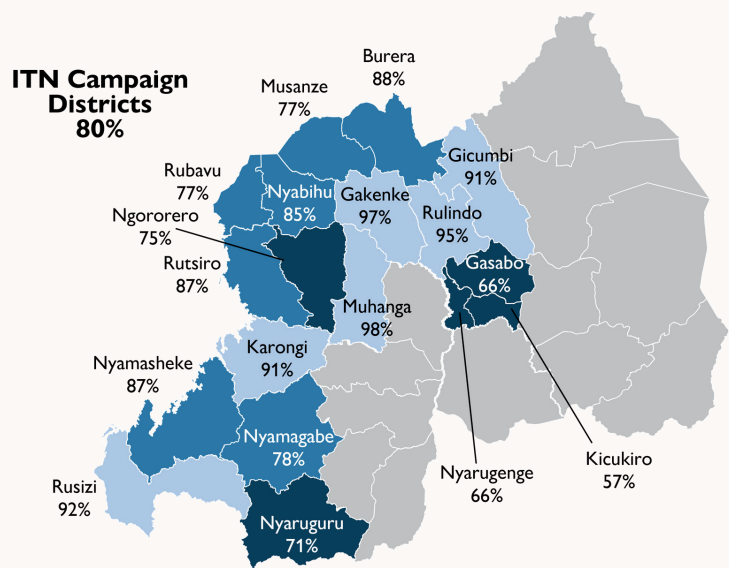 ITN Campaign
Districts
80%
Burera
88%
Musanze
77%
Gicumbi
91%
Rubavu
77%
Nyabihu
85%
Gakenke
97%
Rulindo
95%
Ngororero
75%
Rutsiro
87%
Gasabo
66%
Muhanga
98%
Karongi
91%
Nyamasheke
87%
Nyamagabe
78%
Nyarugenge
66%
Kicukiro
57%
Rusizi
92%
Nyaruguru
71%